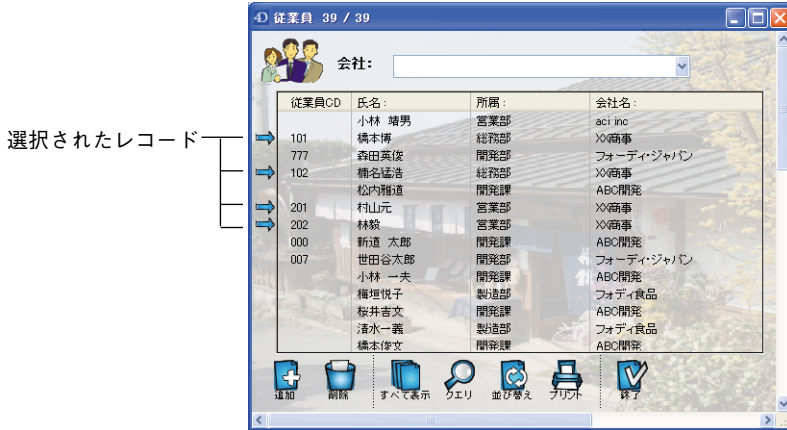 従業員 39 / 39
会社:
選択されたレコード
従業員CD 氏名: 所属: 会社名:
小林 靖男 営業部 aci inc
101 橋本博 総務部 XX商事
777 森田英俊 開発部 フォーディ・ジャパン
102 楠名猛浩 総務部 XX商事
松内雅道 開発課 ABC開発
201 村山元 営業部 XX商事
202 林毅 営業部 XX商事
000 新道 太郎 開発課 ABC開発
007 世田谷太郎 開発部 フォーディ・ジャパン
小林 一夫 開発課 ABC開発
梅垣悦子 製造部 フォディ食品
桜井吉文 開発課 ABC開発
清水一義 製造部 フォディ食品
橋本俊文 開発課 ABC開発
追加 削除 すべて表示 クエリ 並び替え プリント 終了